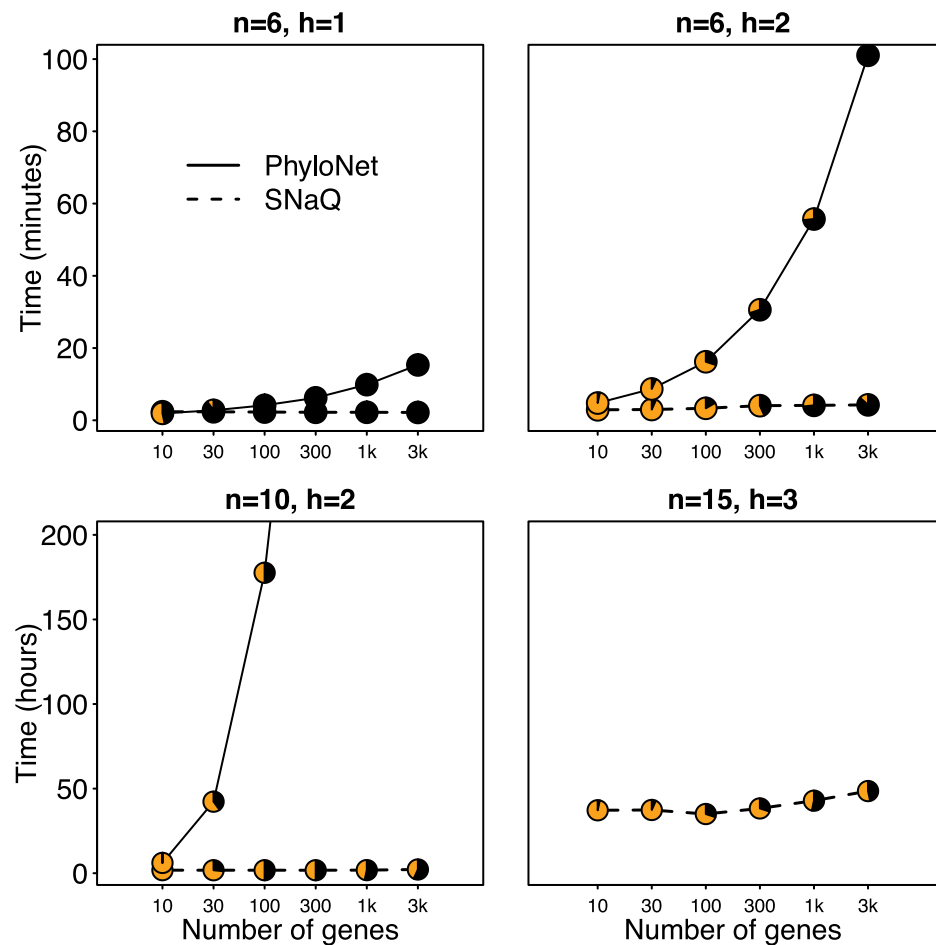 n=6, h=1
n=6, h=2
Time (minutes)
100
80
60
40
20
0
PhyloNet
SNaQ
10 30 100 300 1k 3k
10 30 100 300 1k 3k
n=10, h=2
n=15, h=3
Time (hours)
200
150
100
50
0
10 30 100 300 1k 3k
10 30 100 300 1k 3k
Number of genes
Number of genes